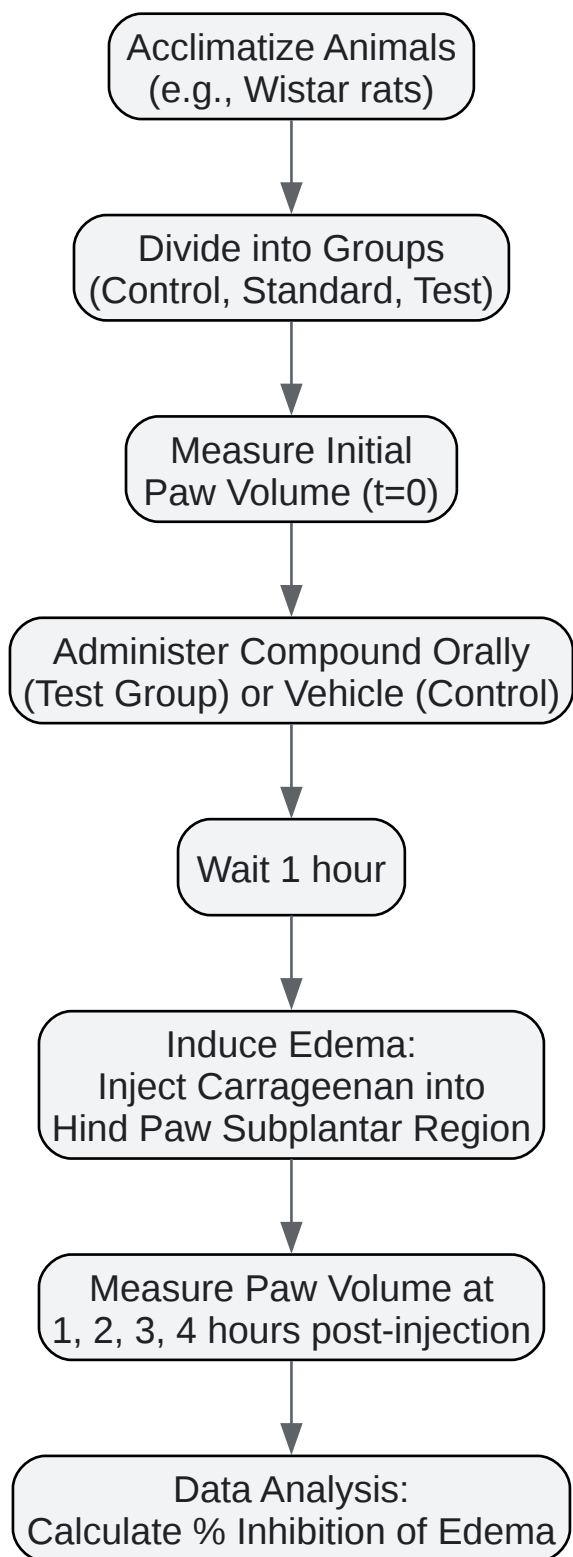 Acclimatize Animals
(e.g., Wistar rats)
Divide into Groups
(Control, Standard, Test)
Measure Initial
Paw Volume (t=0)
Administer Compound Orally
(Test Group) or Vehicle (Control)
Wait 1 hour
Induce Edema:
Inject Carrageenan into
Hind Paw Subplantar Region
Measure Paw Volume at
1, 2, 3, 4 hours post-injection
Data Analysis:
Calculate % Inhibition of Edema